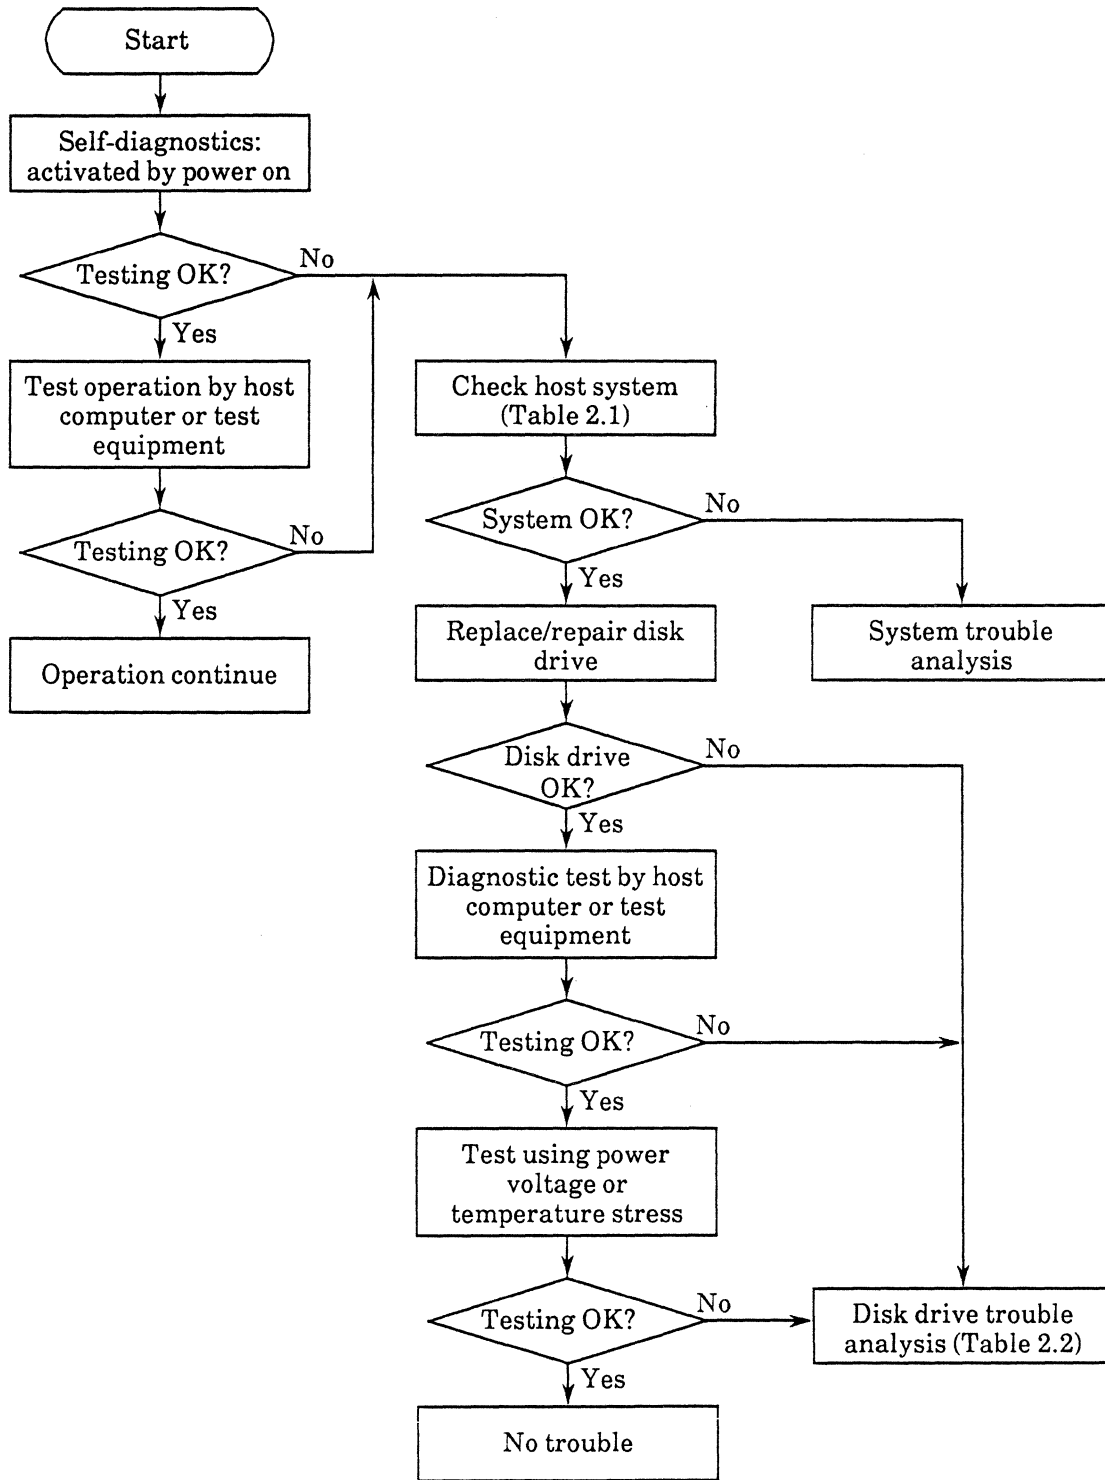 Start
Self-diagnostics:
activated by power on
Testing OK?
No
Yes
Test operation by host
computer or test
equipment
Testing OK?
No
Yes
Operation continue
Check host system
(Table 2.1)
System OK?
No
Yes
System trouble
analysis
Replace/repair disk
drive
Disk drive
OK?
No
Yes
Diagnostic test by host
computer or test
equipment
Testing OK?
No
Yes
Test using power
voltage or
temperature stress
Testing OK?
No
Yes
Disk drive trouble
analysis (Table 2.2)
No trouble